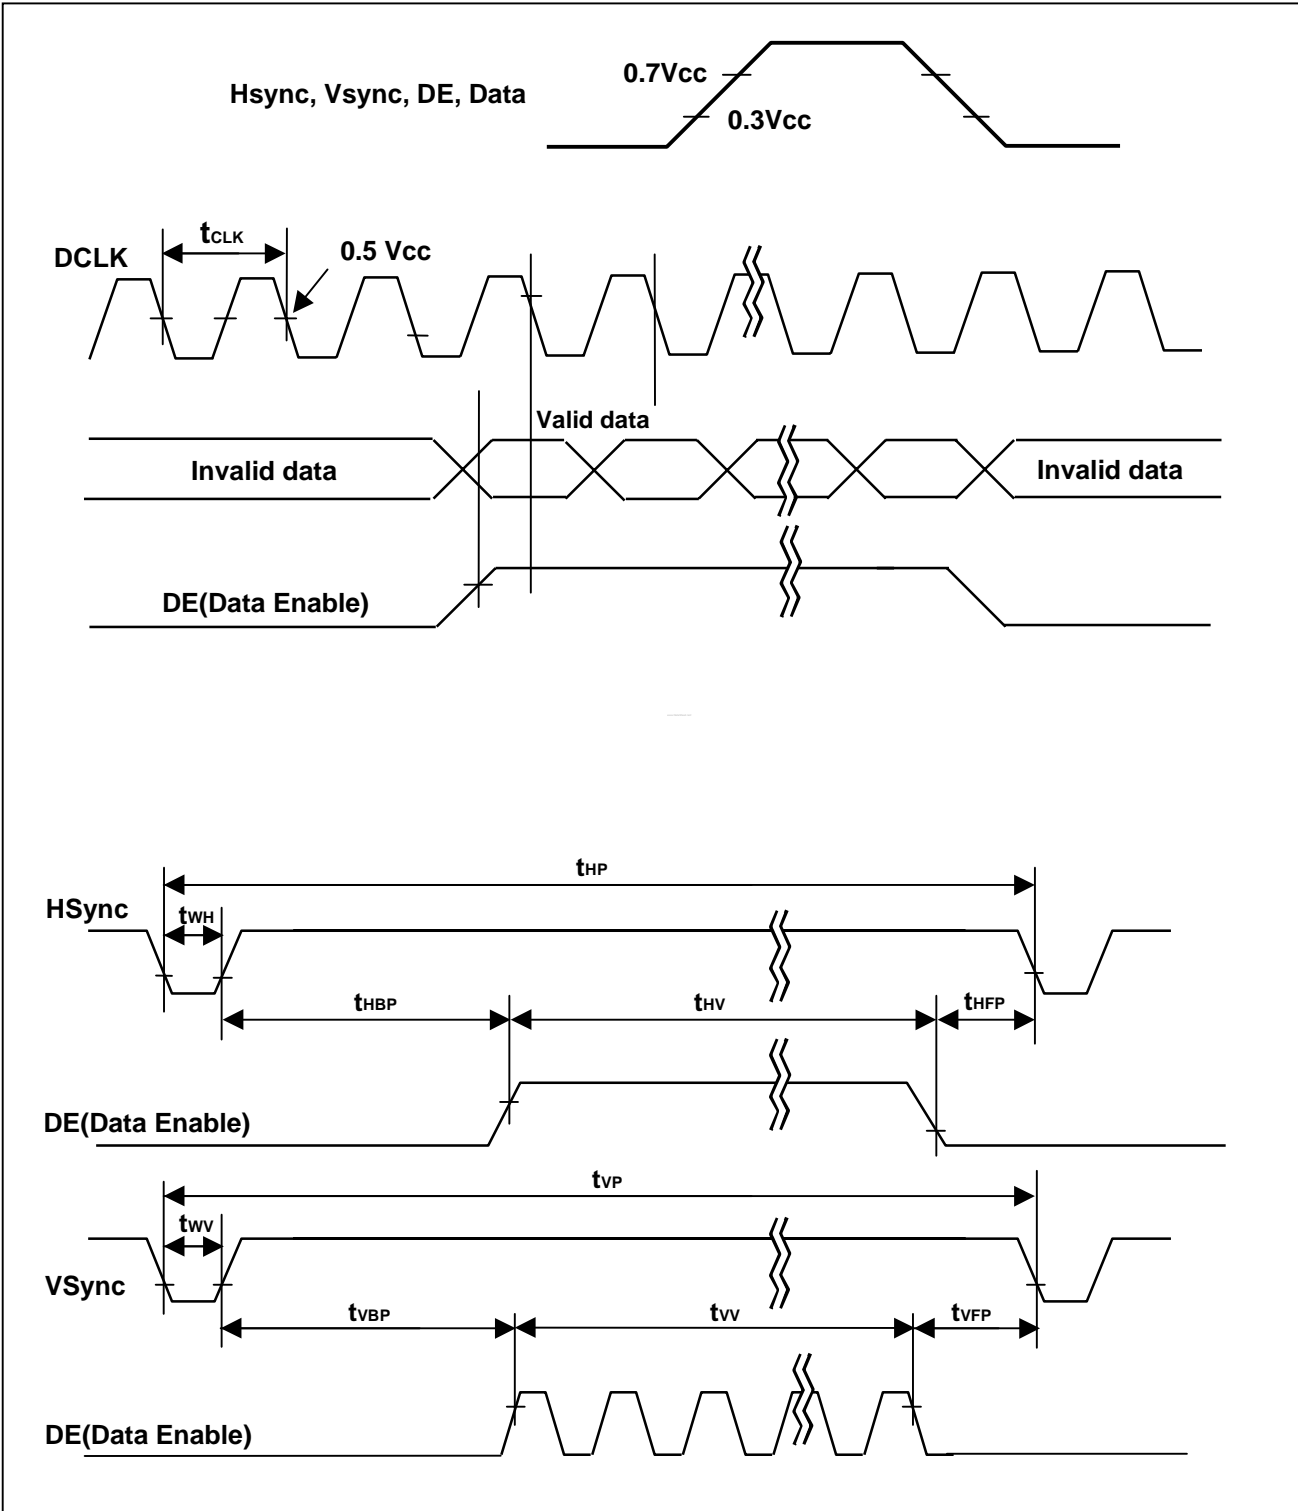 Hsync, Vsync, DE, Data
0.7Vcc
0.3Vcc
DCLK
tCLK
0.5 Vcc
Valid data
Invalid data
Invalid data
DE(Data Enable)
tHP
HSync
tWH
tHBP
tHV
tHFP
DE(Data Enable)
tVP
tWV
VSync
tVBP
tVV
tVFP
DE(Data Enable)